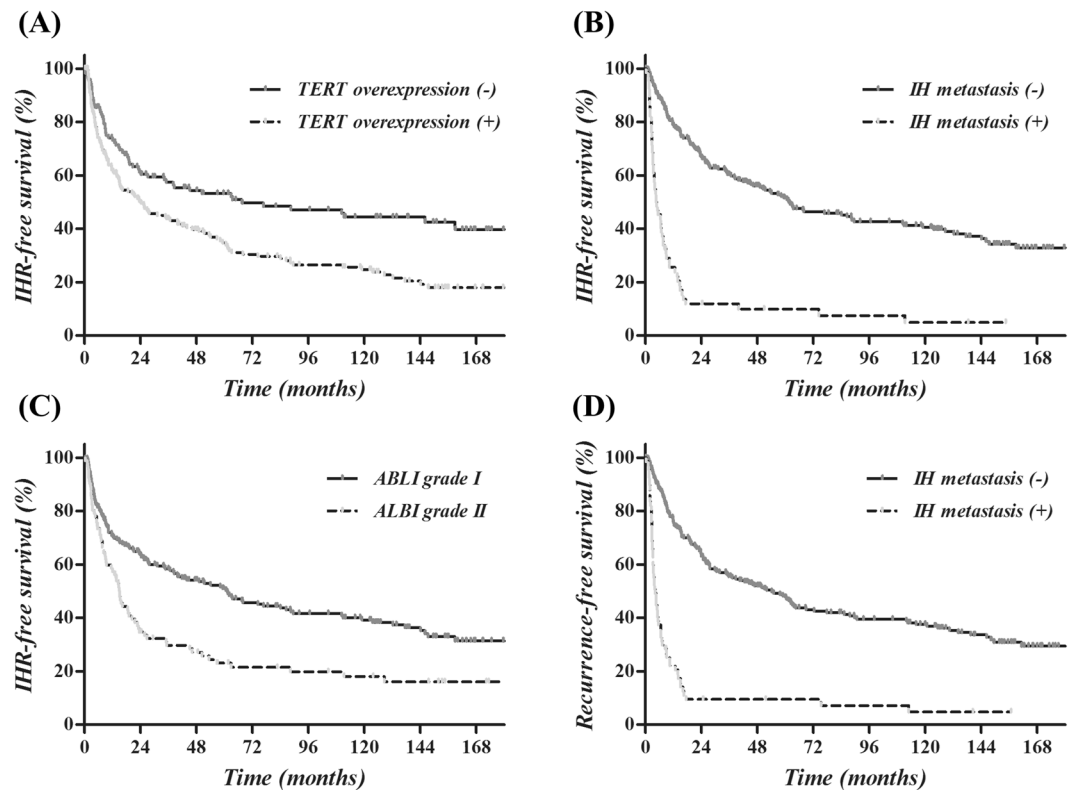 (A)
IHR-free survival (%)
100
80
60
40
20
0
TERT overexpression (-)
TERT overexpression (+)
0 24 48 72 96 120 144 168
Time (months)
(B)
IHR-free survival (%)
100
80
60
40
20
0
IH metastasis (-)
IH metastasis (+)
0 24 48 72 96 120 144 168
Time (months)
(C)
IHR-free survival (%)
100
80
60
40
20
0
ABLI grade I
ALBI grade II
0 24 48 72 96 120 144 168
Time (months)
(D)
Recurrence-free survival (%)
100
80
60
40
20
0
IH metastasis (-)
IH metastasis (+)
0 24 48 72 96 120 144 168
Time (months)